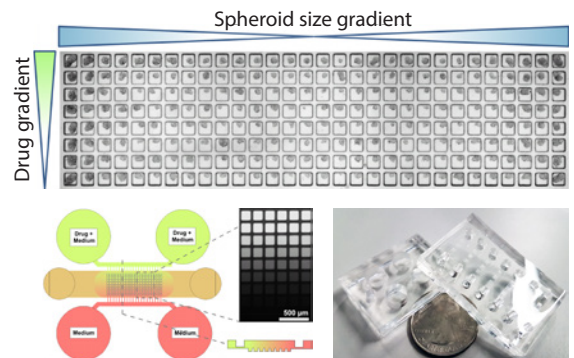 Spheroid size gradient
Drug gradient
Drug +
Medium
Drug +
Medium
500 µm
Medium
Medium